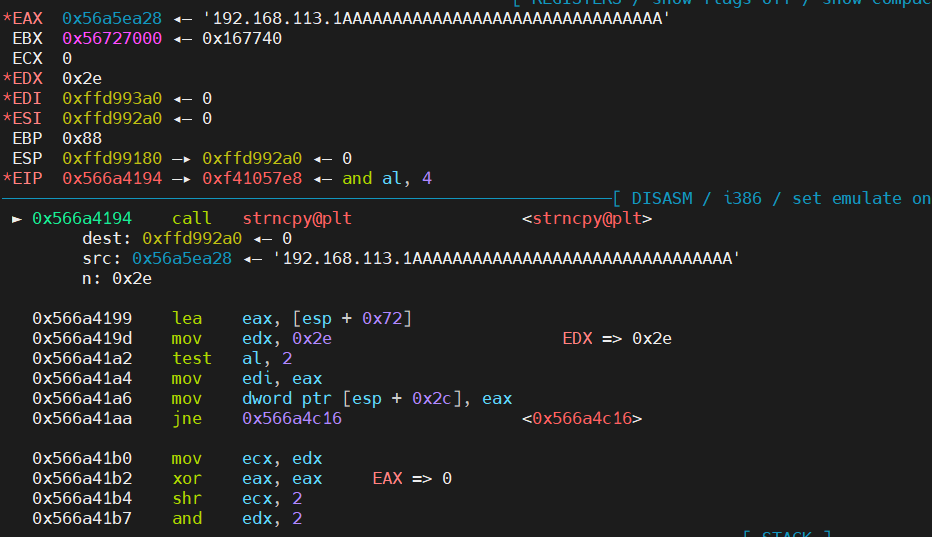 [ REGISTERS / show-flags off / show-compac
*EAX  0x56a5ea28 ◂— '192.168.113.1AAAAAAAAAAAAAAAAAAAAAAAAAAAAAAAA'
 EBX  0x56727000 ◂— 0x167740
 ECX  0
*EDX  0x2e
*EDI  0xffd993a0 ◂— 0
*ESI  0xffd992a0 ◂— 0
 EBP  0x88
 ESP  0xffd99180 —▸ 0xffd992a0 ◂— 0
*EIP  0x566a4194 —▸ 0xf41057e8 ◂— and al, 4
[ DISASM / i386 / set emulate on
 ► 0x566a4194    call   strncpy@plt                 <strncpy@plt>
        dest: 0xffd992a0 ◂— 0
        src: 0x56a5ea28 ◂— '192.168.113.1AAAAAAAAAAAAAAAAAAAAAAAAAAAAAAAA'
        n: 0x2e
   0x566a4199    lea    eax, [esp + 0x72]
   0x566a419d    mov    edx, 0x2e                       EDX => 0x2e
   0x566a41a2    test   al, 2
   0x566a41a4    mov    edi, eax
   0x566a41a6    mov    dword ptr [esp + 0x2c], eax
   0x566a41aa    jne    0x566a4c16                  <0x566a4c16>
   0x566a41b0    mov    ecx, edx
   0x566a41b2    xor    eax, eax     EAX => 0
   0x566a41b4    shr    ecx, 2
   0x566a41b7    and    edx, 2
[ STACK ]